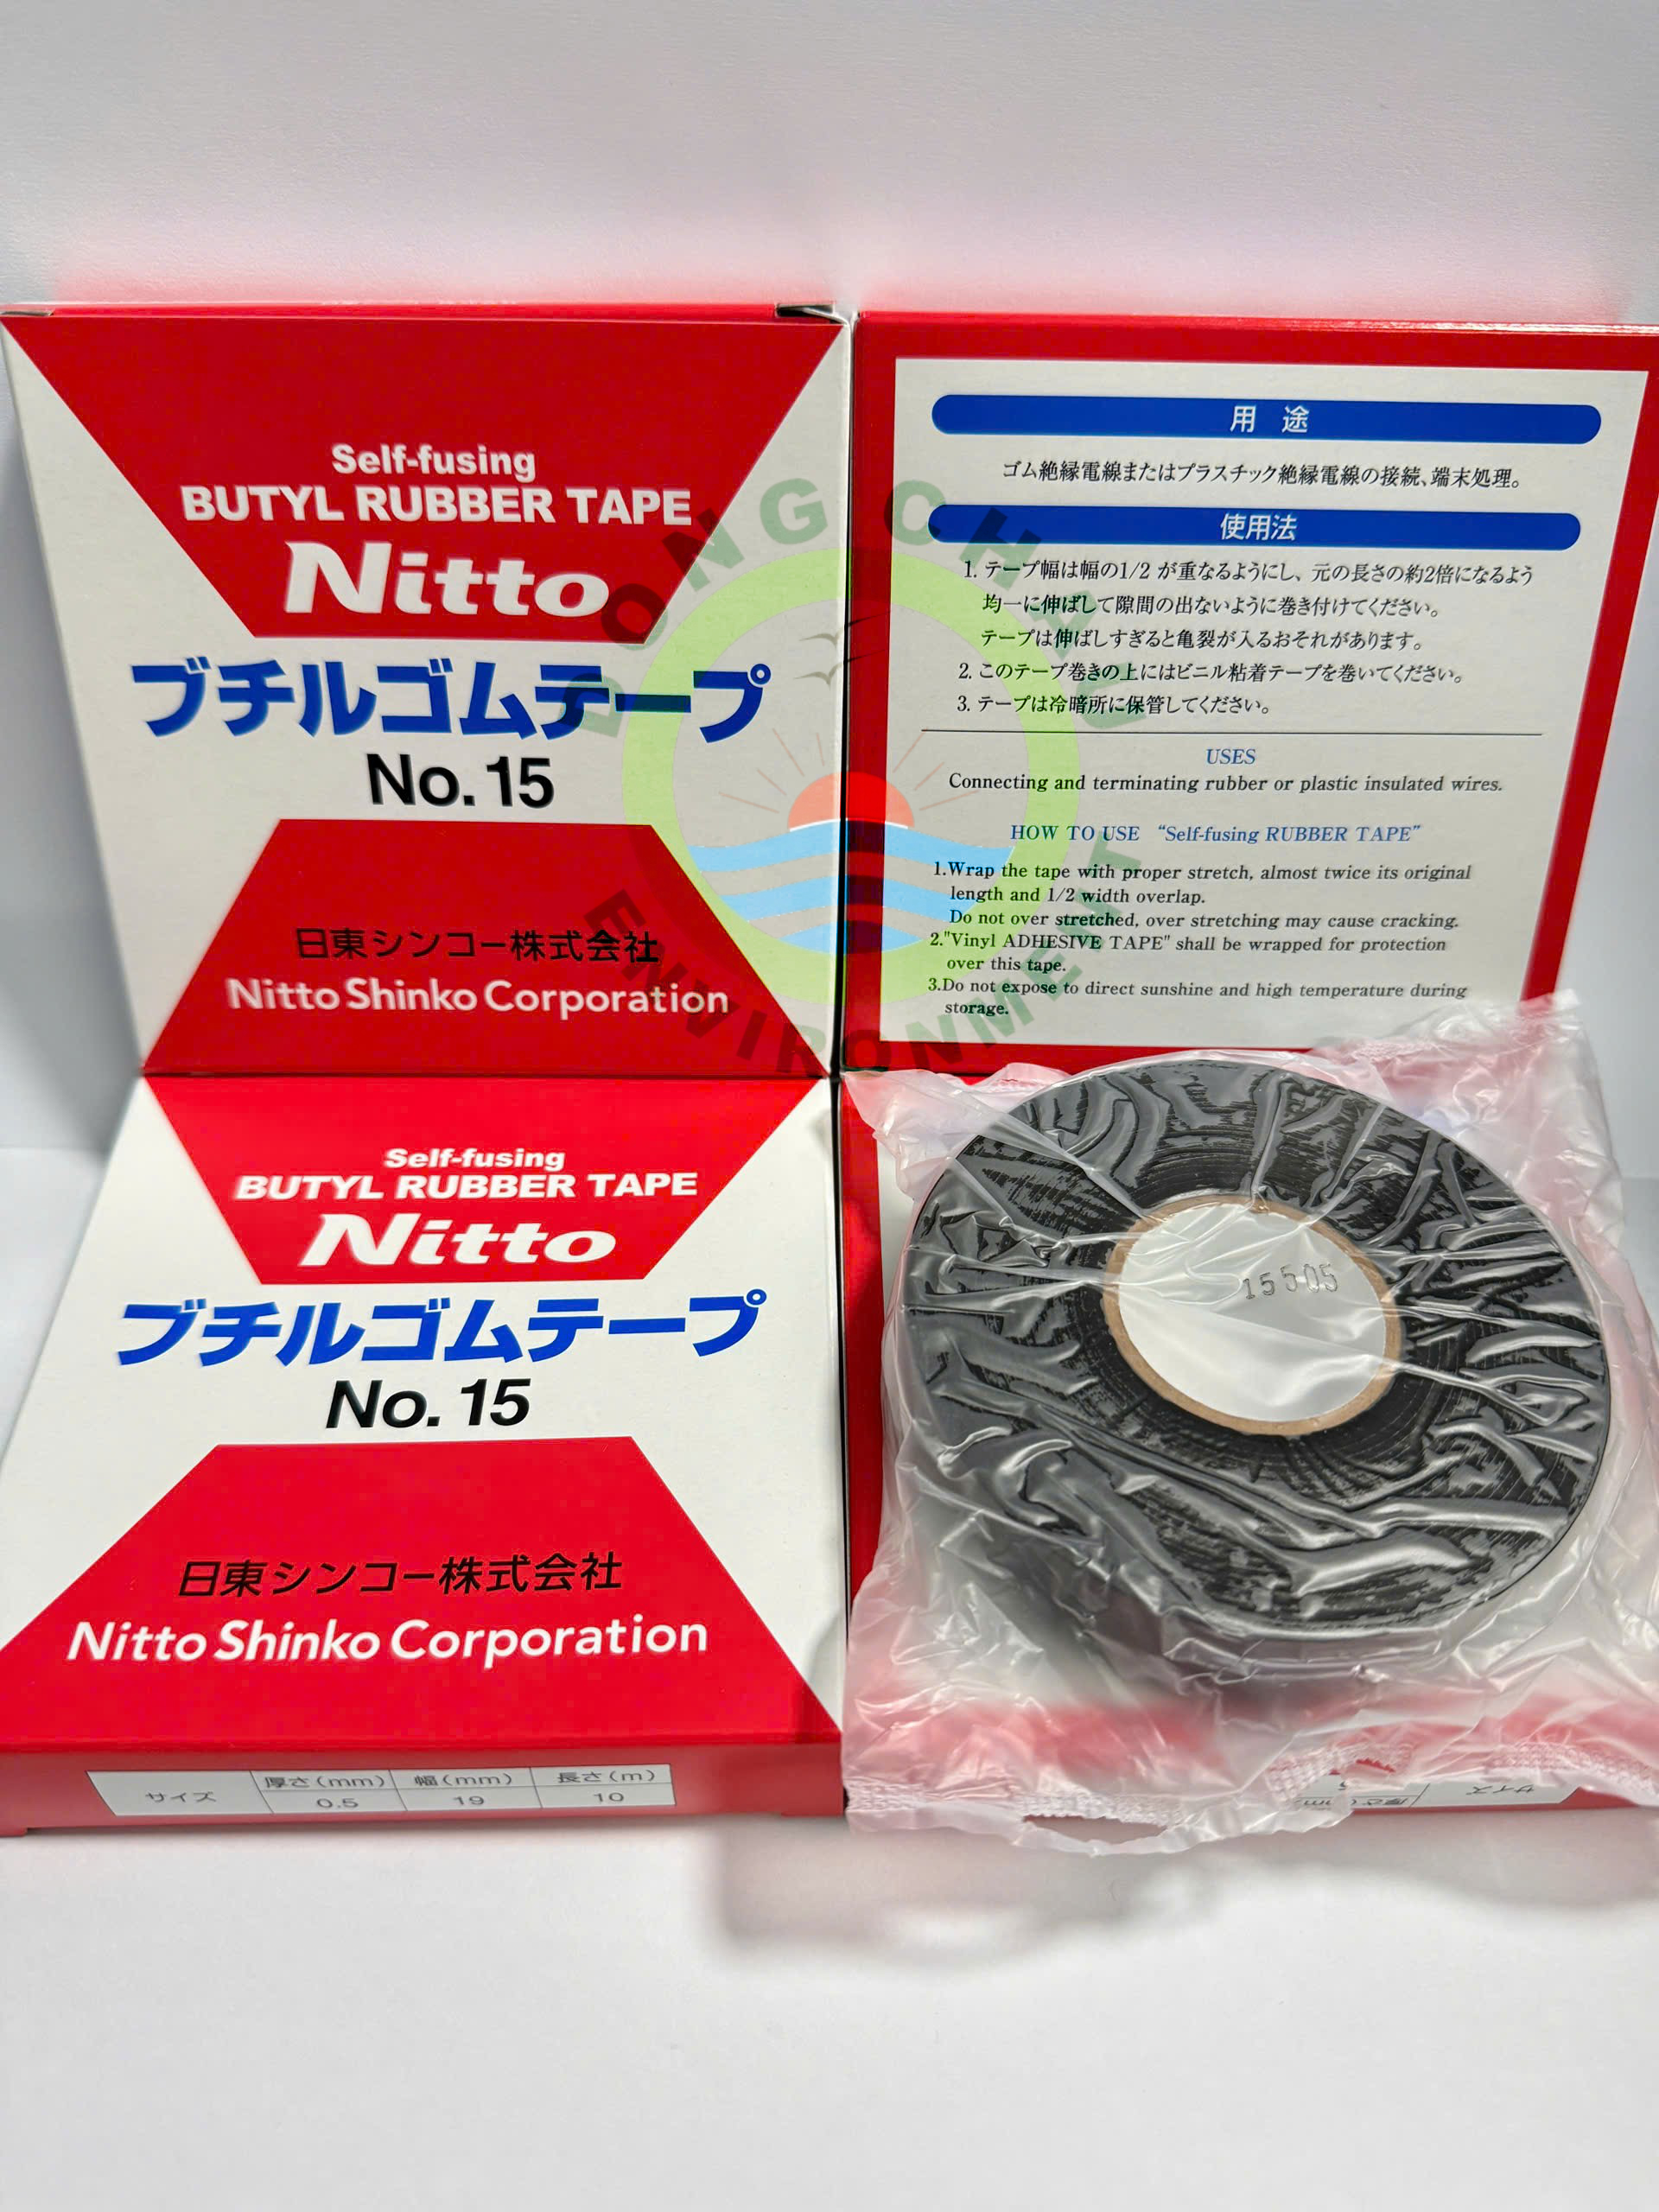 Self-fusing
BUTYL RUBBER TAPE
Nitto
ブチルゴムテープ
No. 15
日東シンコー株式会社
Nitto Shinko Corporation
用 途
ゴム絶縁電線またはプラスチック絶縁電線の接続、端末処理。
使用法
1. テープ幅は幅の1/2 が重なるようにし、元の長さの約2倍になるよう
均一に伸ばして隙間の出ないように巻き付けてください。
テープは伸ばしすぎると亀裂が入るおそれがあります。
2. このテープ巻きの上にはビニル粘着テープを巻いてください。
3. テープは冷暗所に保管してください。
USES
Connecting and terminating rubber or plastic insulated wires.
HOW TO USE “Self-fusing RUBBER TAPE”
1.Wrap the tape with proper stretch, almost twice its original
length and 1/2 width overlap.
Do not over stretched, over stretching may cause cracking.
2."Vinyl ADHESIVE TAPE" shall be wrapped for protection
over this tape.
3.Do not expose to direct sunshine and high temperature during
storage.
DONG CHAU
ENVIRONMENT
Self-fusing
BUTYL RUBBER TAPE
Nitto
ブチルゴムテープ
No. 15
日東シンコー株式会社
Nitto Shinko Corporation
サイズ 厚さ(mm) 幅(mm) 長さ(m)
0.5 19 10
15505
サイズ
厚さ